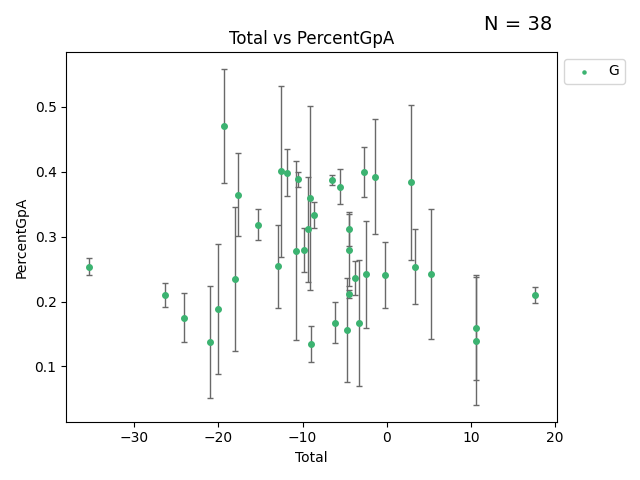 N = 38
Total vs PercentGpA
G
PercentGpA
0.5
0.4
0.3
0.2
0.1
−30 −20 −10 0 10 20
Total